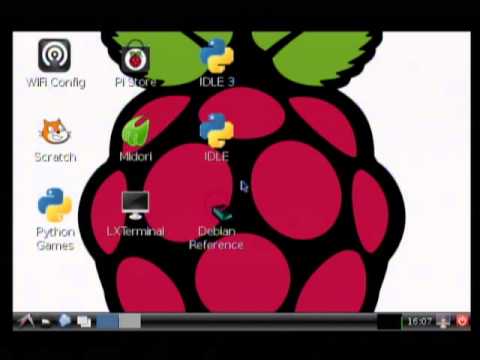 WiFi Config
Pi Store
IDLE 3
Scratch
Midori
IDLE
Python
Games
LXTerminal
Debian
Reference
16:07